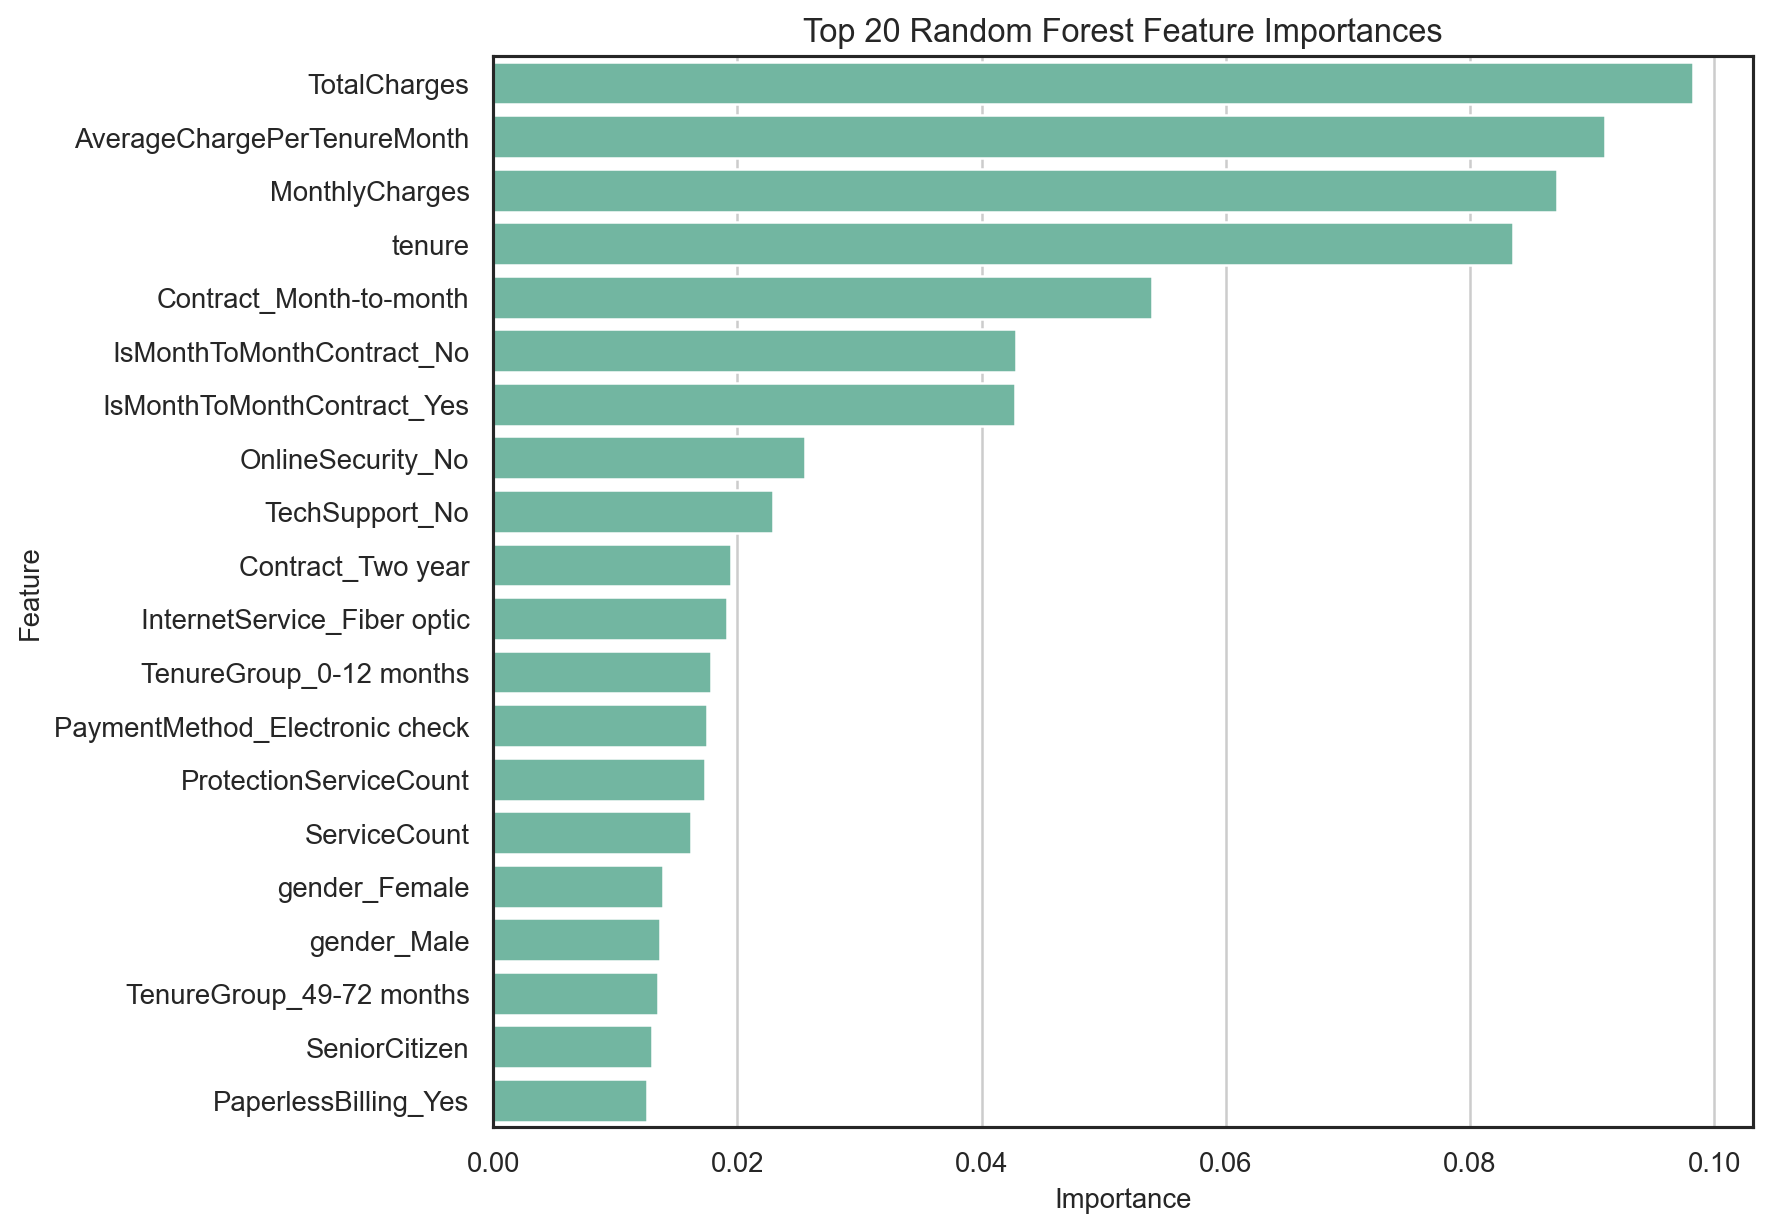 Top 20 Random Forest Feature Importances
TotalCharges
AverageChargePerTenureMonth
MonthlyCharges
tenure
Contract_Month-to-month
IsMonthToMonthContract_No
IsMonthToMonthContract_Yes
OnlineSecurity_No
TechSupport_No
Contract_Two year
InternetService_Fiber optic
TenureGroup_0-12 months
PaymentMethod_Electronic check
ProtectionServiceCount
ServiceCount
gender_Female
gender_Male
TenureGroup_49-72 months
SeniorCitizen
PaperlessBilling_Yes
Feature
0.00 0.02 0.04 0.06 0.08 0.10
Importance